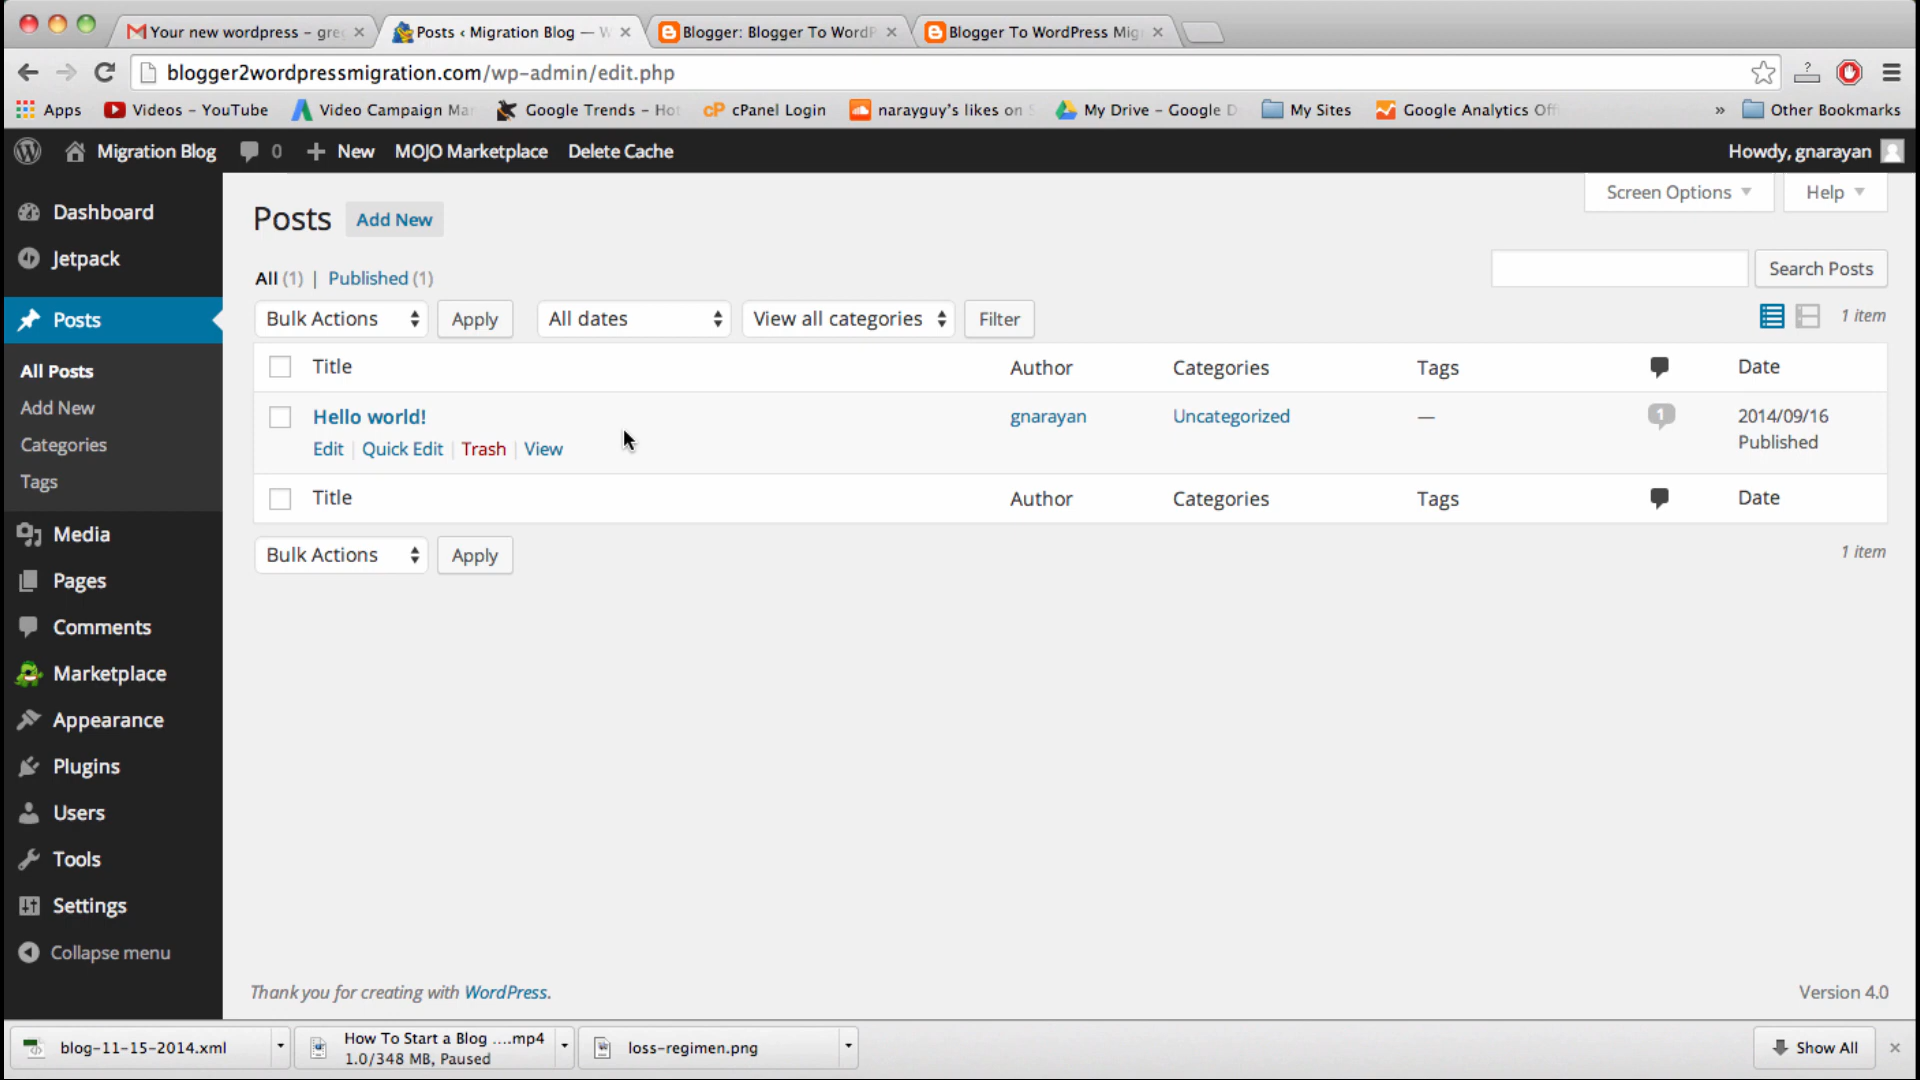 Your new wordpress – gre
Posts ‹ Migration Blog — W
Blogger: Blogger To WordP
Blogger To WordPress Mig
blogger2wordpressmigration.com/wp-admin/edit.php
?
Apps
Videos – YouTube
Video Campaign Ma
Google Trends – Hot
cP cPanel Login
narayguy's likes on S
My Drive – Google D
My Sites
Google Analytics Off
»
Other Bookmarks
Migration Blog
0
+ New
MOJO Marketplace
Delete Cache
Howdy, gnarayan
Dashboard
Jetpack
Posts
All Posts
Add New
Categories
Tags
Media
Pages
Comments
Marketplace
Appearance
Plugins
Users
Tools
Settings
Collapse menu
Screen Options
Help
Posts
Add New
All (1) | Published (1)
Search Posts
Bulk Actions
Apply
All dates
View all categories
Filter
1 item
Title
Author
Categories
Tags
Date
Hello world!
gnarayan
Uncategorized
—
1
2014/09/16
Published
Edit | Quick Edit | Trash | View
Title
Author
Categories
Tags
Date
Bulk Actions
Apply
1 item
Thank you for creating with WordPress.
Version 4.0
blog-11-15-2014.xml
How To Start a Blog ....mp4
1.0/348 MB, Paused
loss-regimen.png
Show All